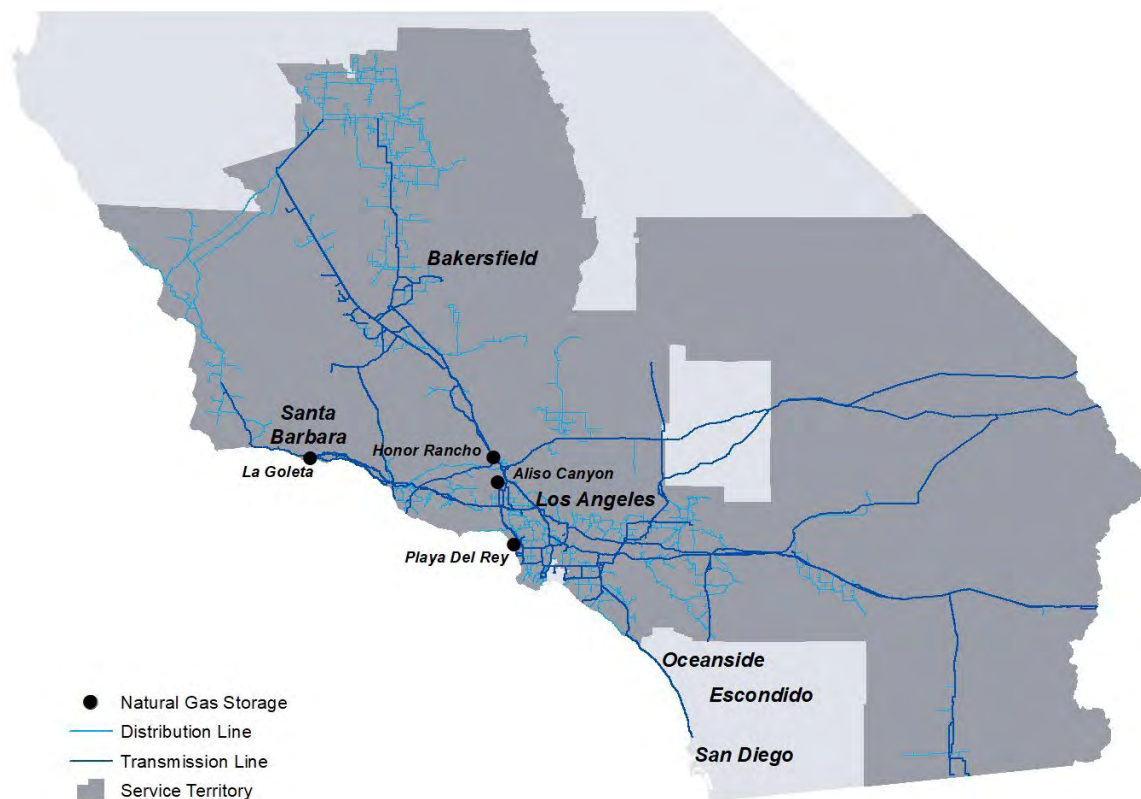 Bakersfield
Santa
Barbara
Honor Rancho
La Goleta
Aliso Canyon
Los Angeles
Playa Del Rey
Oceanside
Escondido
San Diego
Natural Gas Storage
Distribution Line
Transmission Line
Service Territory